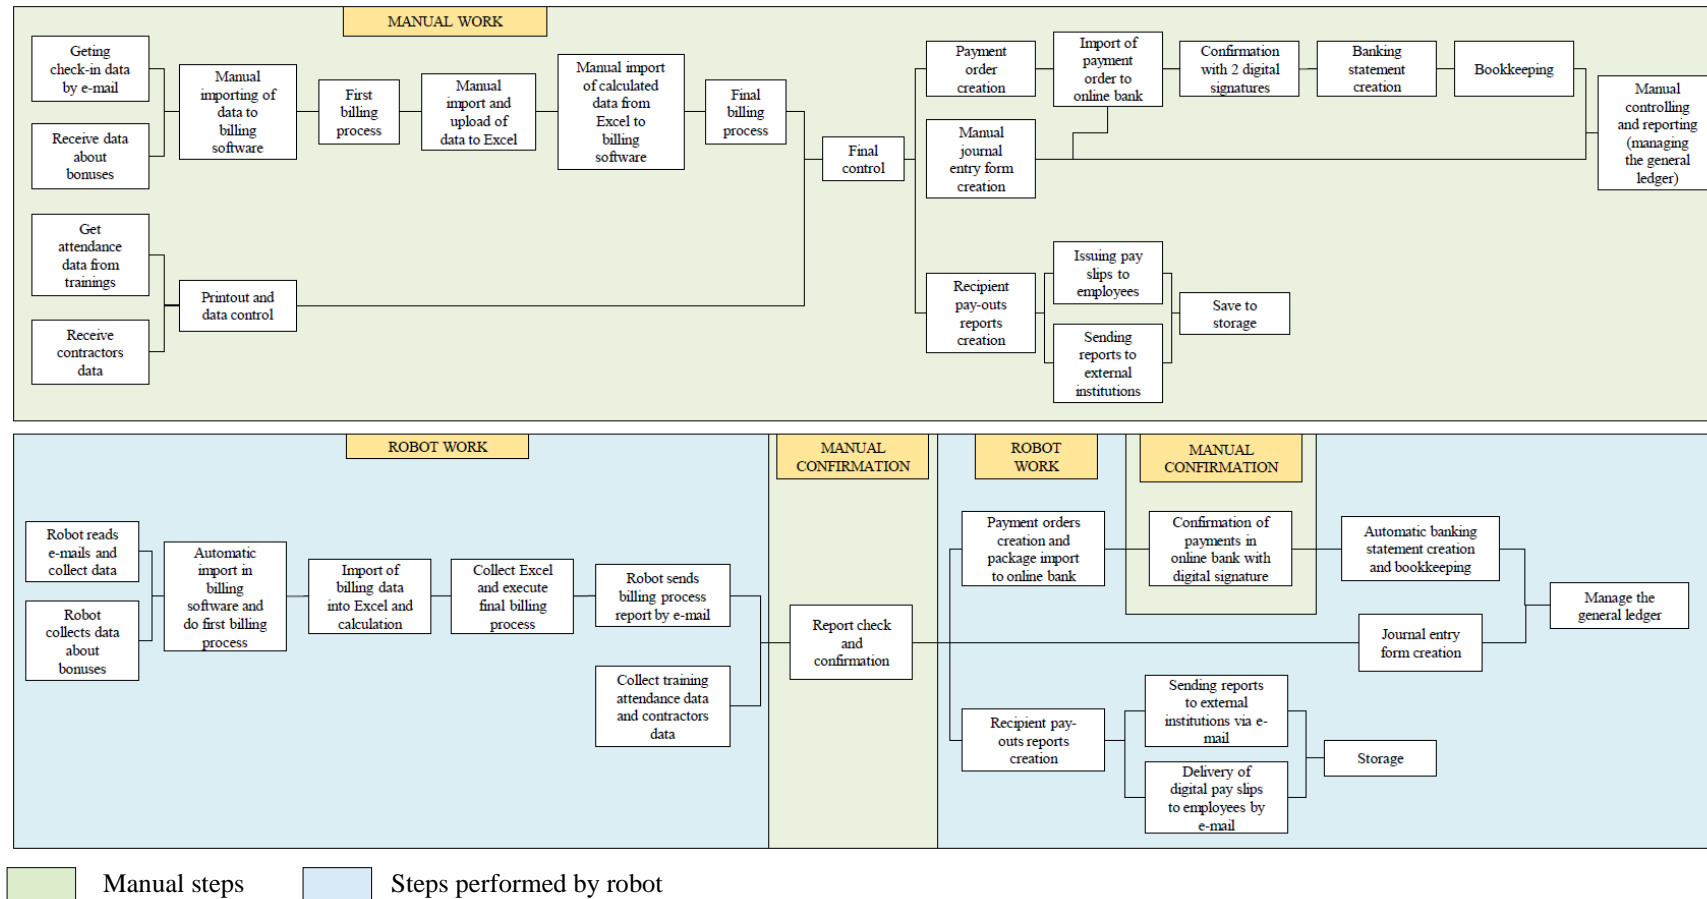 MANUAL WORK
Geting
check-in data
by e-mail
Receive data
about
bonuses
Manual
importing of
data to
billing
software
First
billing
process
Manual
import and
upload of
data to Excel
Manual import
of calculated
data from
Excel to
billing
software
Final
billing
process
Get
attendance
data from
trainings
Receive
contractors
data
Printout and
data control
Final
control
Payment
order
creation
Import of
payment
order to
online bank
Confirmation
with 2 digital
signatures
Banking
statement
creation
Bookkeeping
Manual
journal
entry form
creation
Manual
controlling
and reporting
(managing
the general
ledger)
Recipient
pay-outs
reports
creation
Issuing pay
slips to
employees
Sending
reports to
external
institutions
Save to
storage
ROBOT WORK
MANUAL
CONFIRMATION
ROBOT
WORK
MANUAL
CONFIRMATION
Robot reads
e-mails and
collect data
Robot
collects data
about
bonuses
Automatic
import in
billing
software and
do first billing
process
Import of
billing data
into Excel and
calculation
Collect Excel
and execute
final billing
process
Robot sends
billing process
report by e-mail
Collect training
attendance data
and contractors
data
Report check
and
confirmation
Payment orders
creation and
package import
to online bank
Confirmation of
payments in
online bank with
digital signature
Automatic banking
statement creation
and bookkeeping
Journal entry
form creation
Manage the
general ledger
Recipient pay-
outs reports
creation
Sending reports
to external
institutions via e-
mail
Delivery of
digital pay slips
to employees by
e-mail
Storage
Manual steps
Steps performed by robot